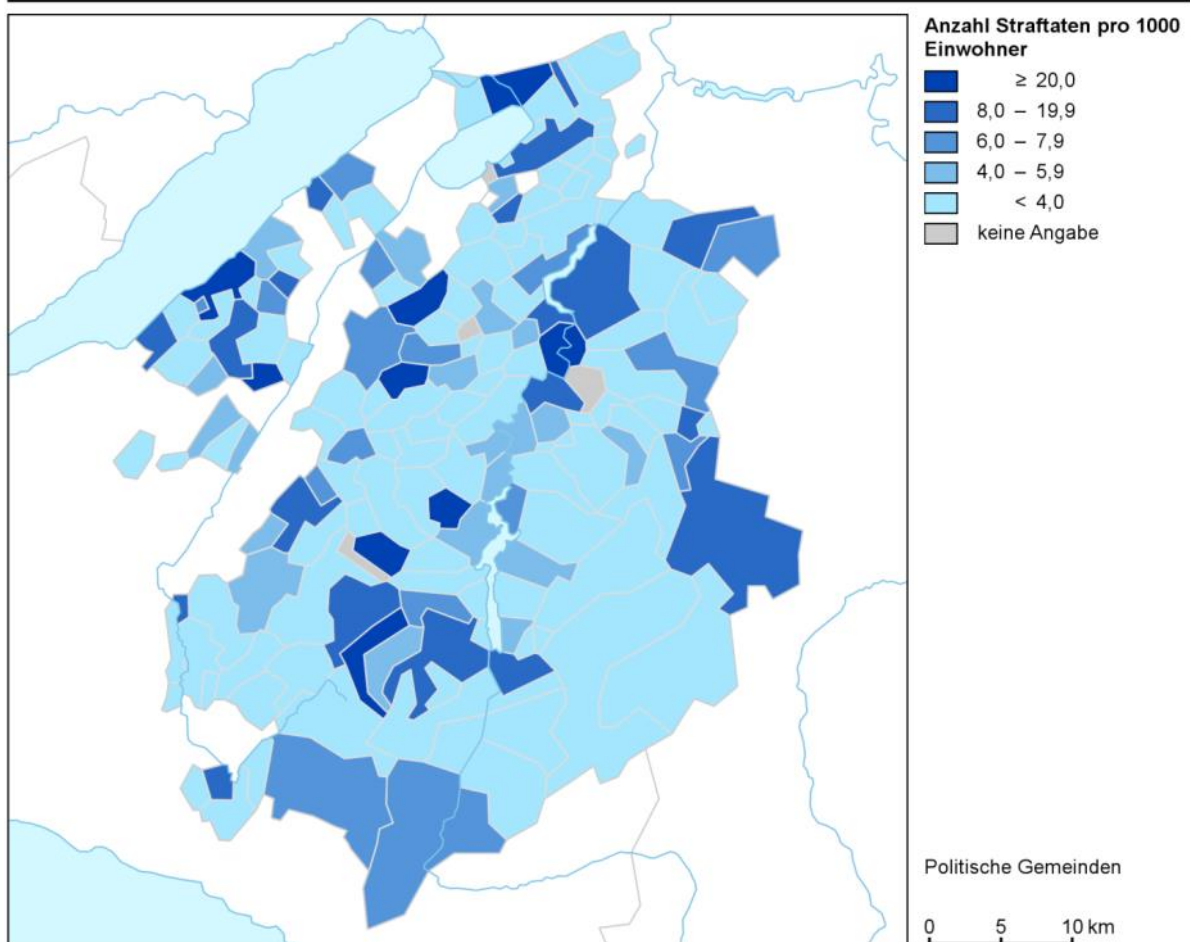 Anzahl Straftaten pro 1000
Einwohner
≥ 20,0
8,0 – 19,9
6,0 – 7,9
4,0 – 5,9
< 4,0
keine Angabe
Politische Gemeinden
0 5 10 km